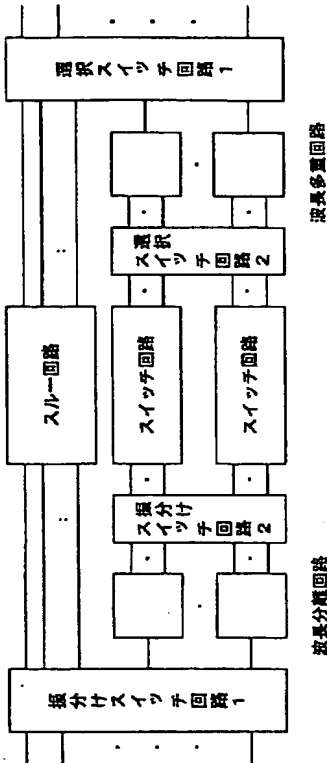 選択スイッチ回路1
波長多重回路
選択
スイッチ回路2
スルー回路
スイッチ回路
スイッチ回路
振分け
スイッチ回路2
波長分離回路
振分けスイッチ回路1